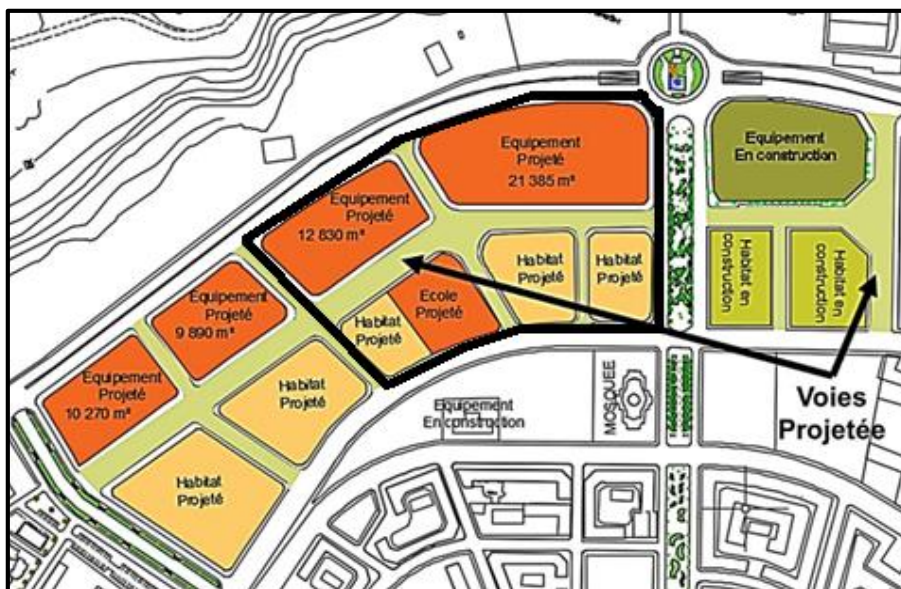 Equipement
En construction
Equipement
Projeté
21 385 m²
Equipement
Projeté
12 830 m²
Habitat en
construction
Habitat en
construction
Habitat
Projeté
Habitat
Projeté
Ecole
Projeté
Habitat
Projeté
Equipement
Projeté
9 890 m²
Equipement
Projeté
10 270 m²
Habitat
Projeté
Habitat
Projeté
Equipement
En construction
MOSQUEE
Voies
Projetée